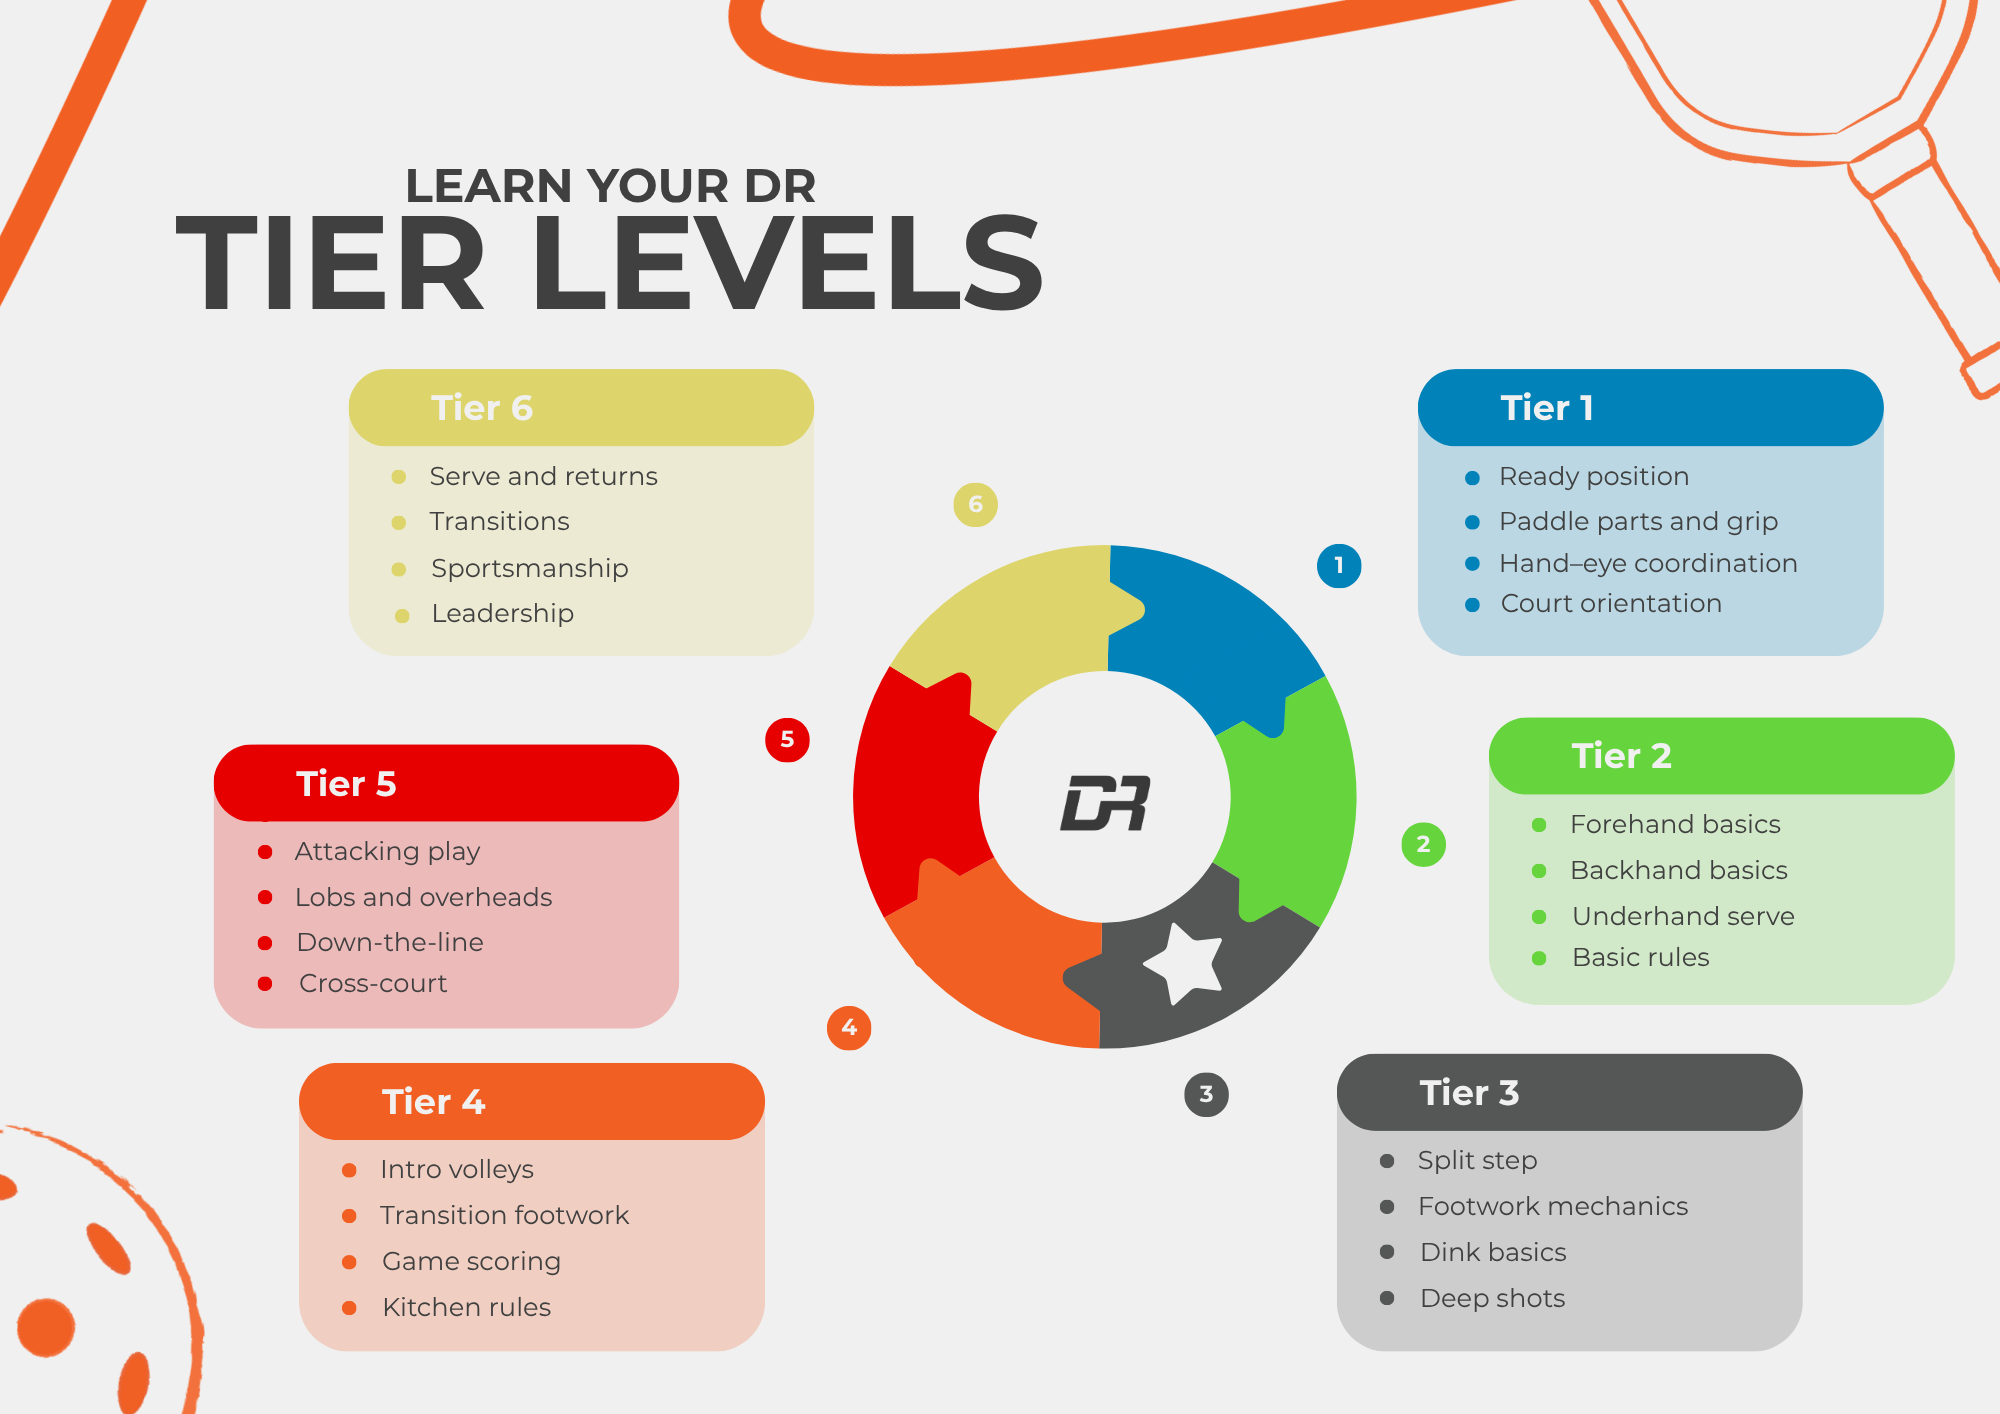 LEARN YOUR DR
TIER LEVELS
Tier 6
Serve and returns
Transitions
Sportsmanship
Leadership
Tier 1
Ready position
Paddle parts and grip
Hand–eye coordination
Court orientation
6
1
5
2
4
3
DR
Tier 5
Attacking play
Lobs and overheads
Down-the-line
Cross-court
Tier 2
Forehand basics
Backhand basics
Underhand serve
Basic rules
Tier 4
Intro volleys
Transition footwork
Game scoring
Kitchen rules
Tier 3
Split step
Footwork mechanics
Dink basics
Deep shots